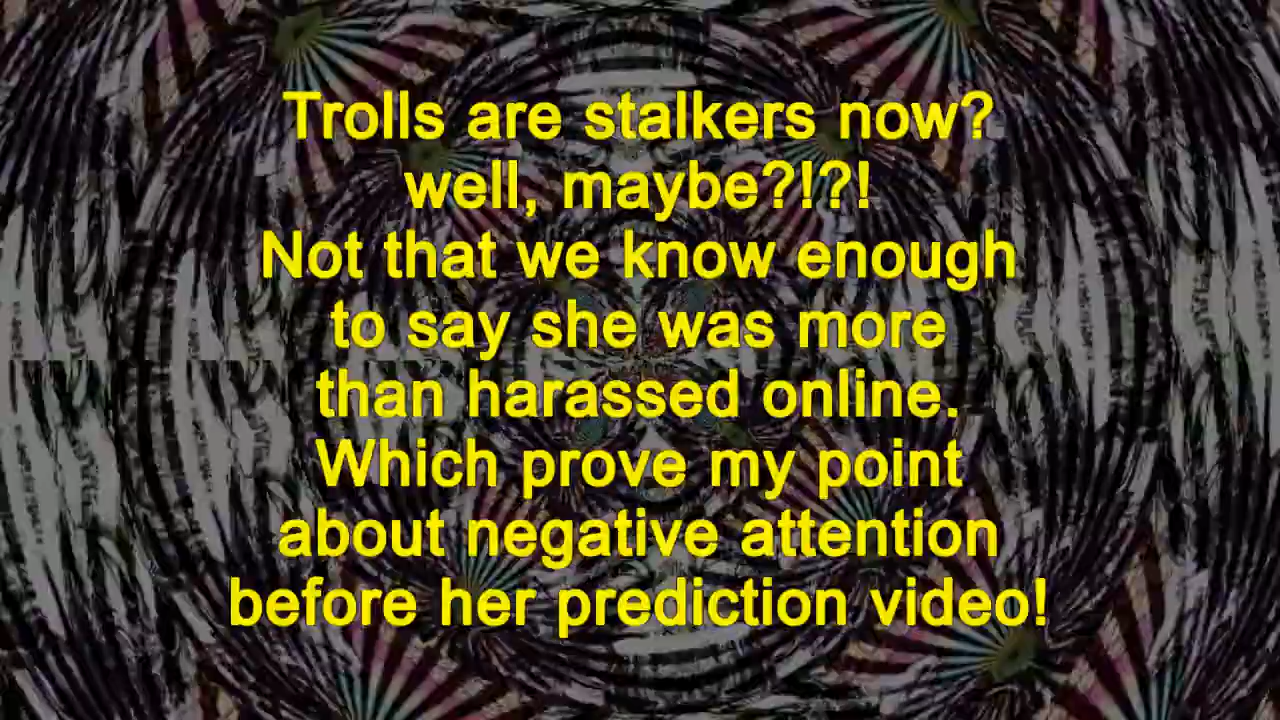 Trolls are stalkers now?
well, maybe?!?!
Not that we know enough
to say she was more
than harassed online.
Which prove my point
about negative attention
before her prediction video!